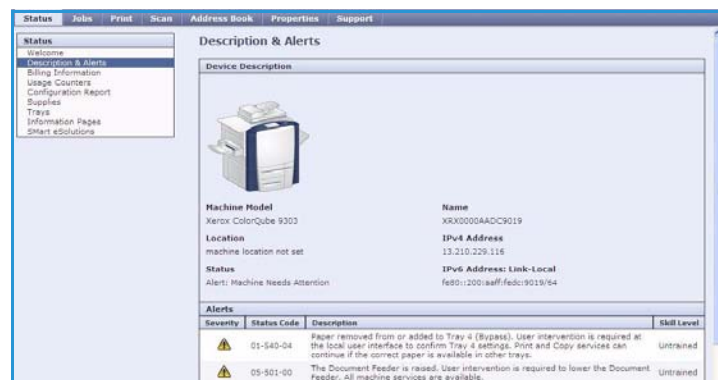 Status Jobs Print Scan Address Book Properties Support
Status
Welcome
Description & Alerts
Billing Information
Usage Counters
Configuration Report
Supplies
Trays
Information Pages
SMart eSolutions
Description & Alerts
Device Description
Machine Model Name
Xerox ColorQube 9303 XRX0000AADC9019
Location IPv4 Address
machine location not set 13.210.229.116
Status IPv6 Address: Link-Local
Alert: Machine Needs Attention fe80::200:aaff:fedc:9019/64
Alerts
Severity Status Code Description Skill Level
Paper removed from or added to Tray 4 (Bypass). User intervention is required at
01-540-04 the local user interface to confirm Tray 4 settings. Print and Copy services can Untrained
continue if the correct paper is available in other trays.
05-501-00 The Document Feeder is raised. User intervention is required to lower the Document Untrained
Feeder. All machine services are available.